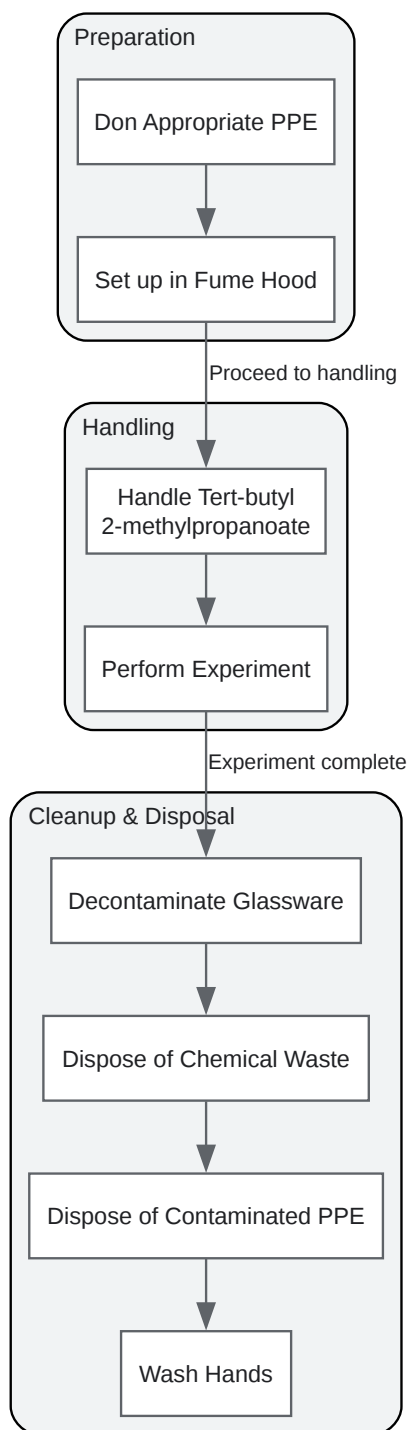 Preparation
Don Appropriate PPE
Set up in Fume Hood
Proceed to handling
Handling
Handle Tert-butyl
2-methylpropanoate
Perform Experiment
Experiment complete
Cleanup & Disposal
Decontaminate Glassware
Dispose of Chemical Waste
Dispose of Contaminated PPE
Wash Hands